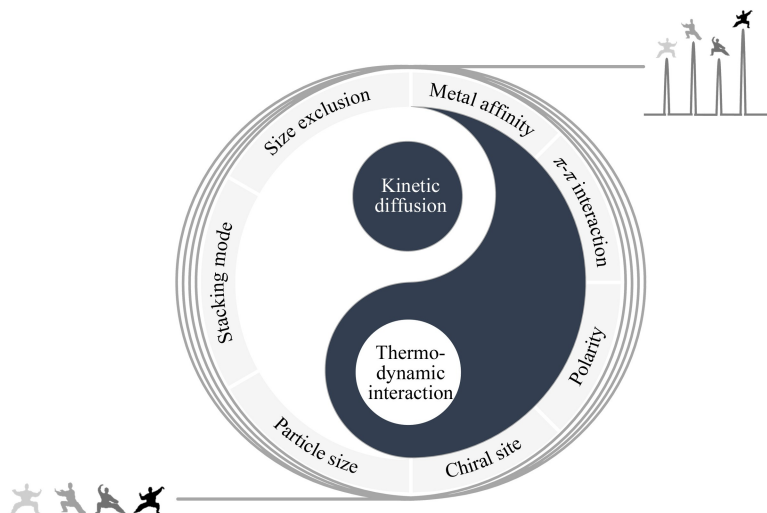 Size exclusion
Metal affinity
π-π interaction
Stacking mode
Kinetic
diffusion
Polarity
Thermo-
dynamic
interaction
Particle size
Chiral site